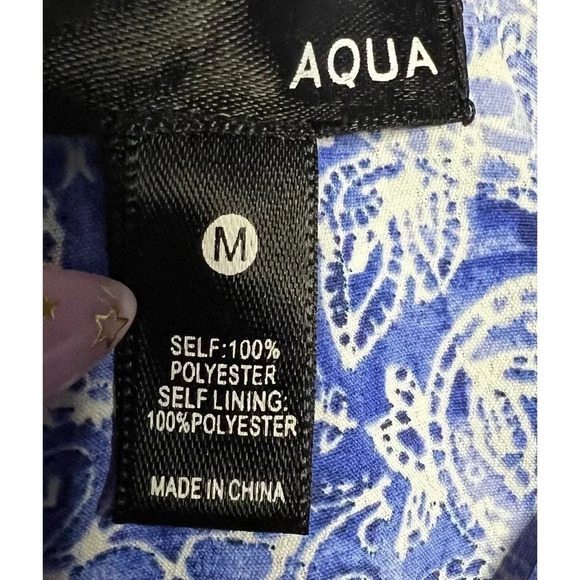 AQUA
M
SELF:100%
POLYESTER
SELF LINING:
100%POLYESTER
MADE IN CHINA